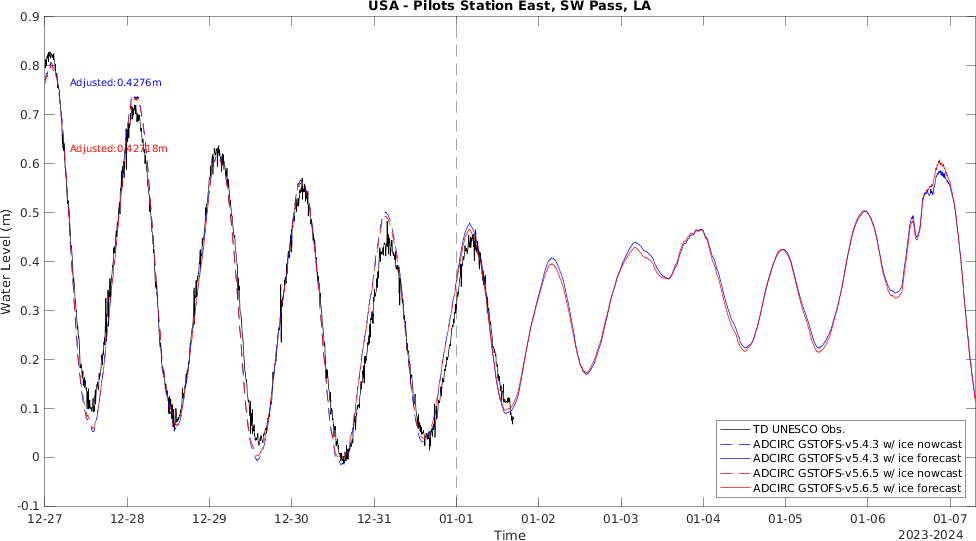 USA - Pilots Station East, SW Pass, LA
0.9
0.8
0.7
0.6
0.5
0.4
0.3
0.2
0.1
0
-0.1
Water Level (m)
Adjusted:0.4276m
Adjusted:0.42718m
TD UNESCO Obs.
ADCIRC GSTOFS-v5.4.3 w/ ice nowcast
ADCIRC GSTOFS-v5.4.3 w/ ice forecast
ADCIRC GSTOFS-v5.6.5 w/ ice nowcast
ADCIRC GSTOFS-v5.6.5 w/ ice forecast
12-27 12-28 12-29 12-30 12-31 01-01 01-02 01-03 01-04 01-05 01-06 01-07
Time
2023-2024